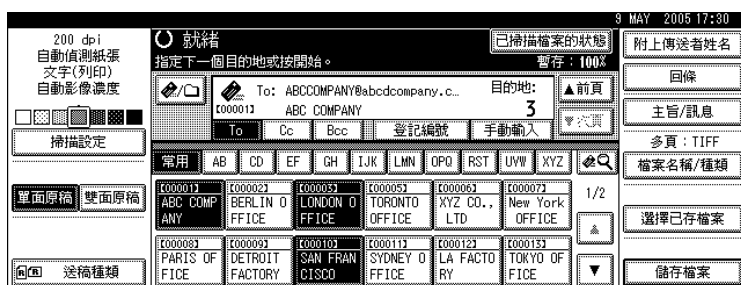 9 MAY 2005 17:30
200 dpi
自動偵測紙張
文字(列印)
自動影像濃度
掃描設定
單面原稿 雙面原稿
送稿種類
就緒
已掃描檔案的狀態
指定下一個目的地或按開始。
暫存：100%
To: ABCCOMPANY@abcdcompany.c…
目的地:
▲前頁
[00001]
ABC COMPANY
3
▼次頁
To Cc Bcc 登記編號 手動輸入
常用 AB CD EF GH IJK LMN OPQ RST UVW XYZ
[00001] [00002] [00003] [00005] [00006] [00007]
ABC COMP BERLIN O LONDON O TORONTO XYZ CO., New York
ANY FFICE FFICE OFFICE LTD OFFICE
1/2
[00008] [00009] [00010] [00011] [00012] [00013]
PARIS OF DETROIT SAN FRAN SYDNEY O LA FACTO TOKYO OF
FICE FACTORY CISCO FFICE RY FICE
附上傳送者姓名
回條
主旨/訊息
多頁：TIFF
檔案名稱/種類
選擇已存檔案
儲存檔案